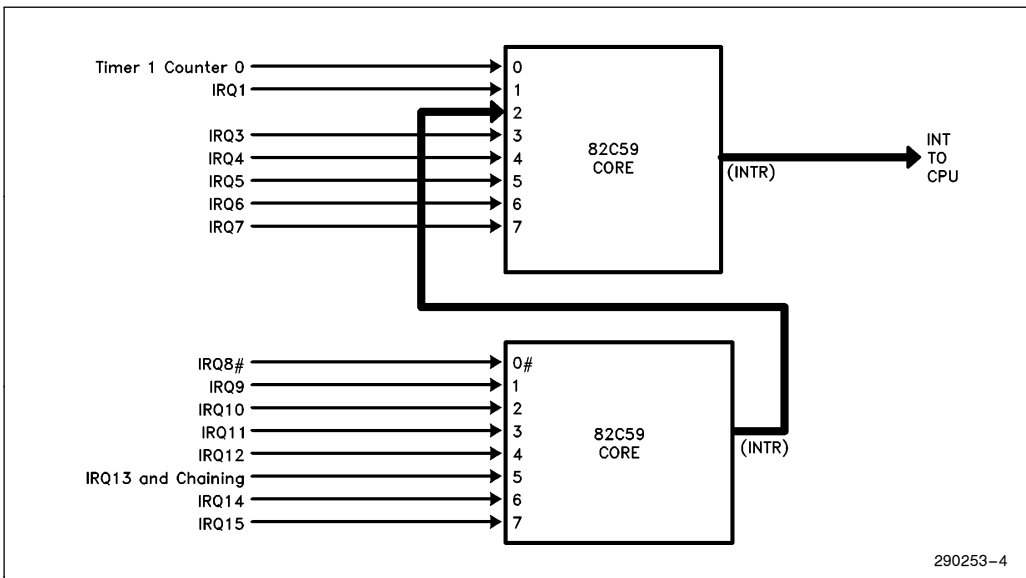 Timer 1 Counter 0
IRQ1
IRQ3
IRQ4
IRQ5
IRQ6
IRQ7
0
1
2
3
4
5
6
7
82C59
CORE
(INTR)
INT
TO
CPU
IRQ8#
IRQ9
IRQ10
IRQ11
IRQ12
IRQ13 and Chaining
IRQ14
IRQ15
0#
1
2
3
4
5
6
7
82C59
CORE
(INTR)
290253–4